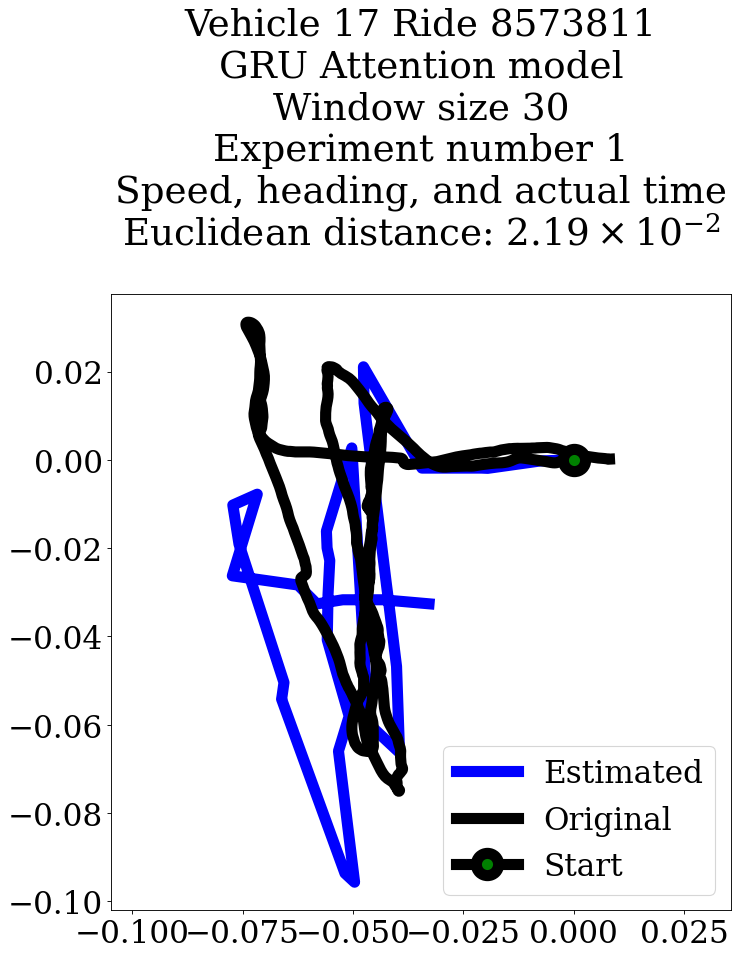 Vehicle 17 Ride 8573811
GRU Attention model
Window size 30
Experiment number 1
Speed, heading, and actual time
Euclidean distance: 2.19 × 10⁻²
0.02
0.00
−0.02
−0.04
−0.06
−0.08
−0.10
Estimated
Original
Start
−0.100 −0.075 −0.050 −0.025 0.000 0.025